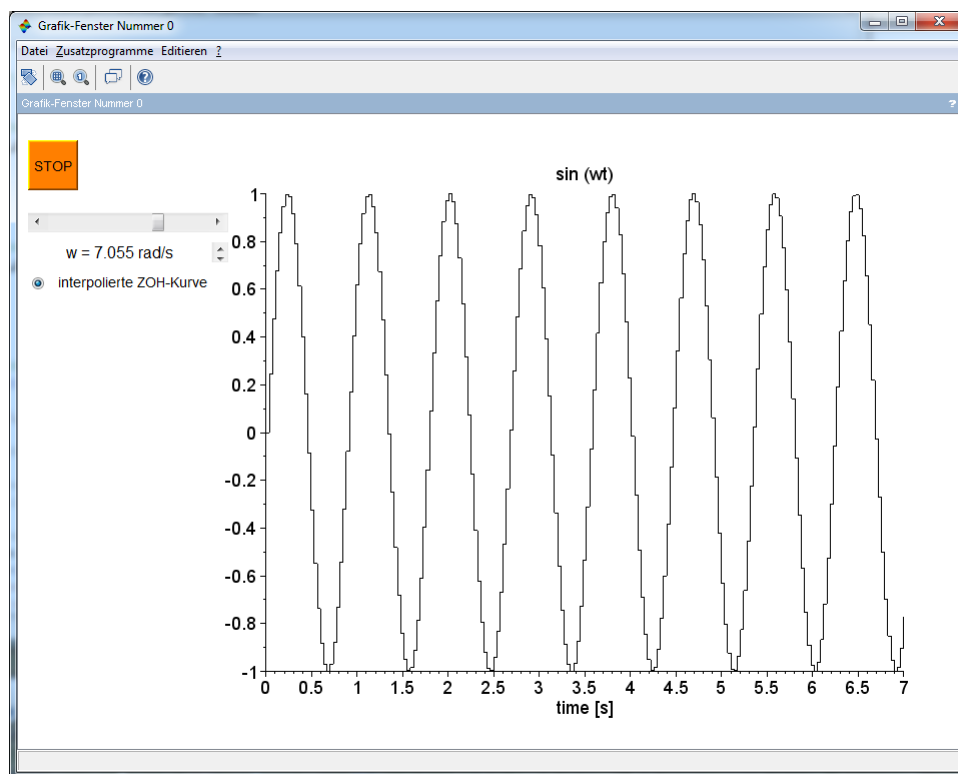 Grafik-Fenster Nummer 0
Datei Zusatzprogramme Editieren ?
Grafik-Fenster Nummer 0 ?
STOP
w = 7.055 rad/s
interpolierte ZOH-Kurve
sin (wt)
1
0.8
0.6
0.4
0.2
0
-0.2
-0.4
-0.6
-0.8
-1
0 0.5 1 1.5 2 2.5 3 3.5 4 4.5 5 5.5 6 6.5 7
time [s]